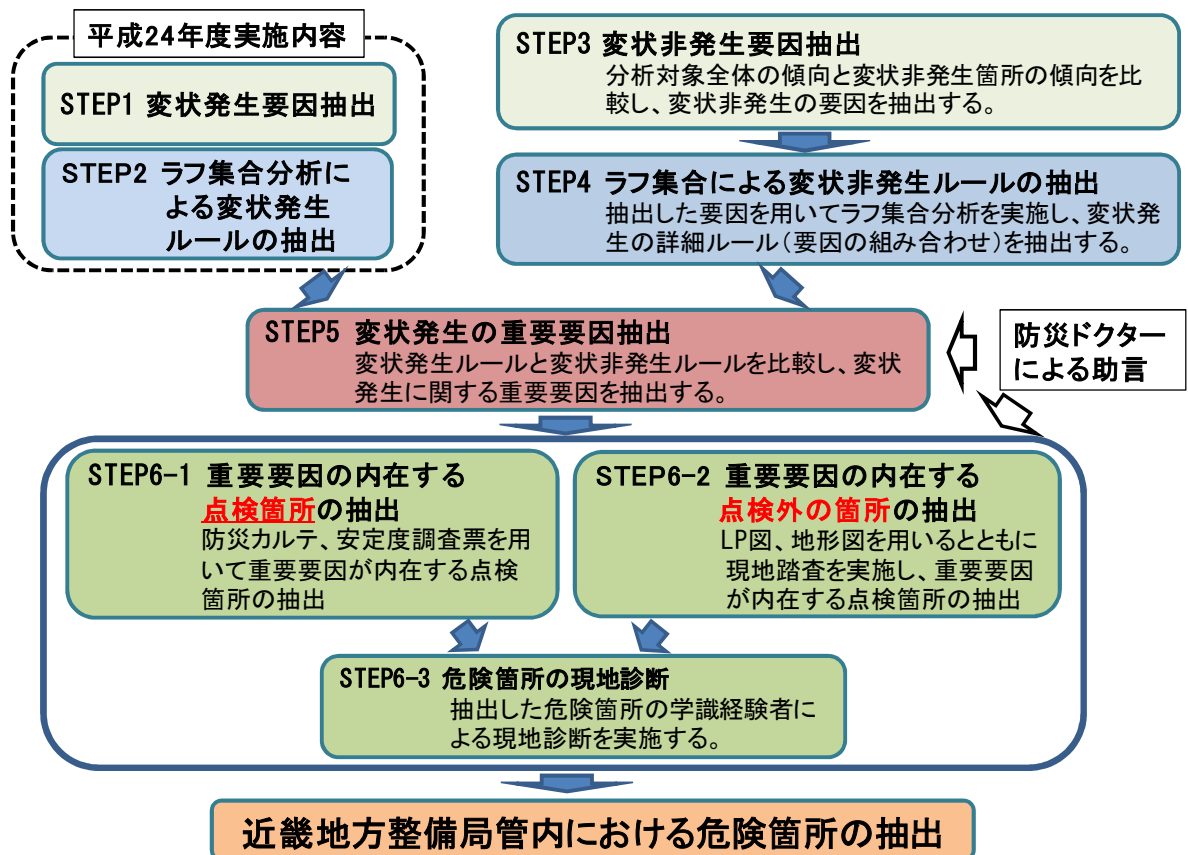 平成24年度実施内容
STEP1 変状発生要因抽出
STEP2 ラフ集合分析に
よる変状発生
ルールの抽出
STEP3 変状非発生要因抽出
分析対象全体の傾向と変状非発生箇所の傾向を比
較し、変状非発生の要因を抽出する。
STEP4 ラフ集合による変状非発生ルールの抽出
抽出した要因を用いてラフ集合分析を実施し、変状発
生の詳細ルール(要因の組み合わせ)を抽出する。
STEP5 変状発生の重要要因抽出
変状発生ルールと変状非発生ルールを比較し、変状
発生に関する重要要因を抽出する。
防災ドクター
による助言
STEP6-1 重要要因の内在する
点検箇所の抽出
防災カルテ、安定度調査票を用
いて重要要因が内在する点検
箇所の抽出
STEP6-2 重要要因の内在する
点検外の箇所の抽出
LP図、地形図を用いるとともに
現地踏査を実施し、重要要因
が内在する点検箇所の抽出
STEP6-3 危険箇所の現地診断
抽出した危険箇所の学識経験者に
よる現地診断を実施する。
近畿地方整備局管内における危険箇所の抽出